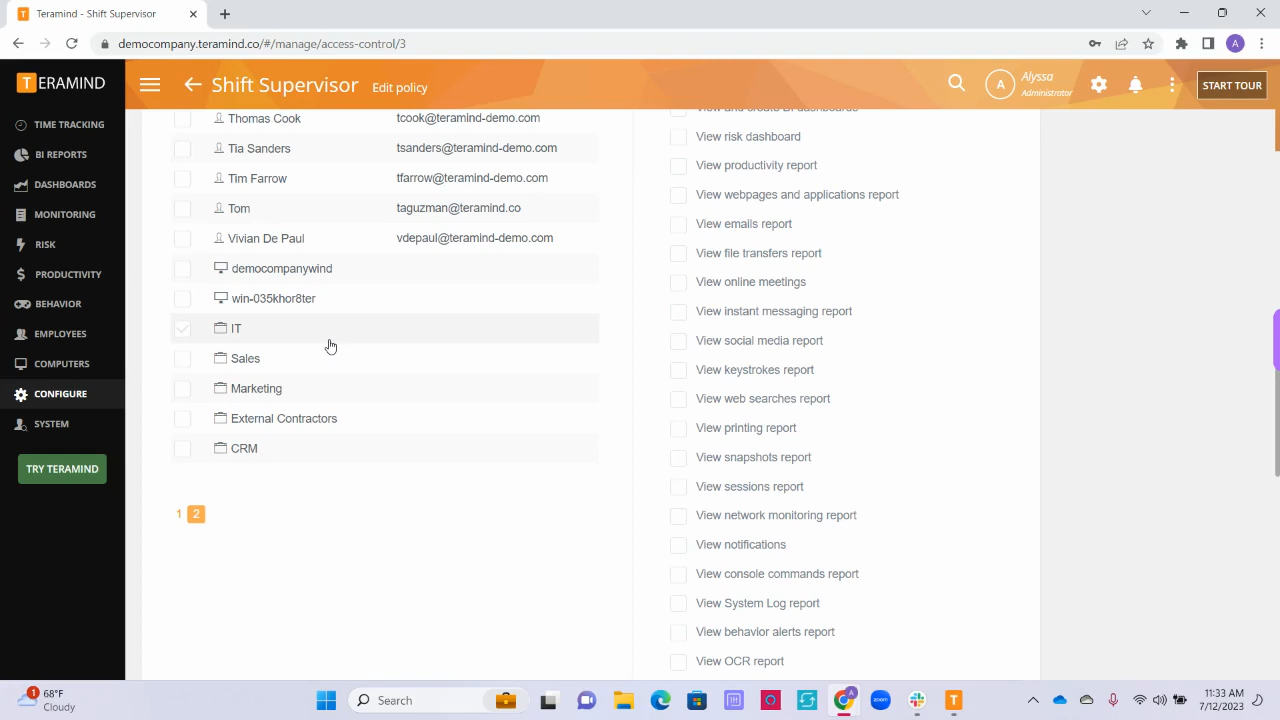 Teramind - Shift Supervisor
democompany.teramind.co/#/manage/access-control/3
A
TERAMIND
Shift Supervisor
Edit policy
A
Alyssa
Administrator
START TOUR
TIME TRACKING
BI REPORTS
DASHBOARDS
MONITORING
RISK
PRODUCTIVITY
BEHAVIOR
EMPLOYEES
COMPUTERS
CONFIGURE
SYSTEM
TRY TERAMIND
Thomas Cook tcook@teramind-demo.com
Tia Sanders tsanders@teramind-demo.com
Tim Farrow tfarrow@teramind-demo.com
Tom taguzman@teramind.co
Vivian De Paul vdepaul@teramind-demo.com
democompanywind
win-035khor8ter
IT
Sales
Marketing
External Contractors
CRM
1 2
View and create BI dashboards
View risk dashboard
View productivity report
View webpages and applications report
View emails report
View file transfers report
View online meetings
View instant messaging report
View social media report
View keystrokes report
View web searches report
View printing report
View snapshots report
View sessions report
View network monitoring report
View notifications
View console commands report
View System Log report
View behavior alerts report
View OCR report
1
68°F
Cloudy
Search
A
zoom
T
11:33 AM
7/12/2023